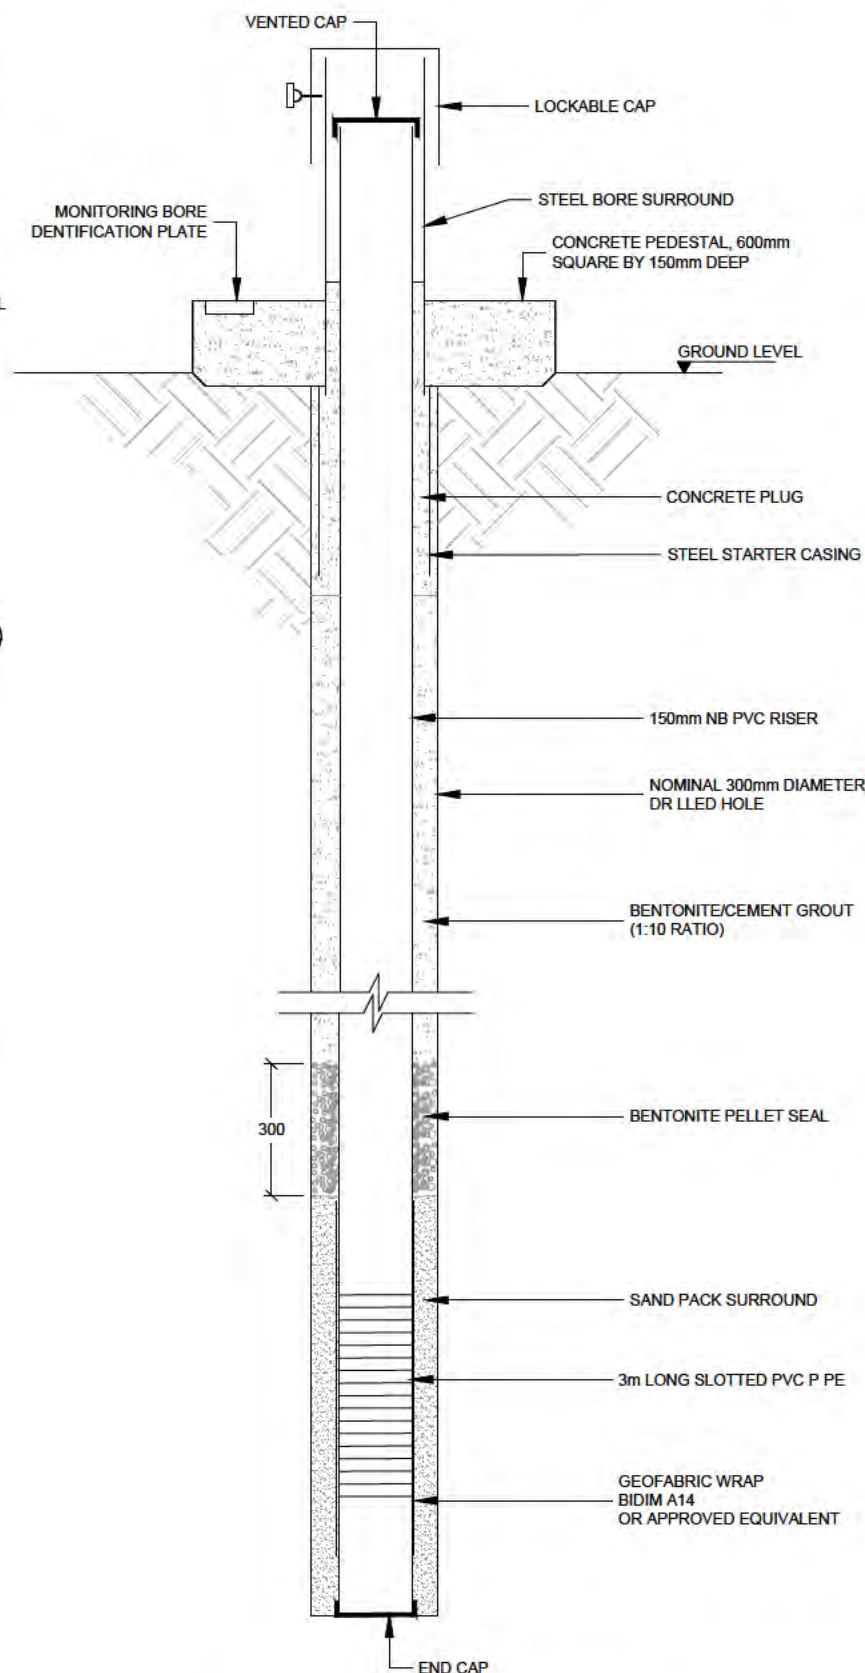 VENTED CAP
LOCKABLE CAP
STEEL BORE SURROUND
MONITORING BORE
DENTIFICATION PLATE
CONCRETE PEDESTAL, 600mm
SQUARE BY 150mm DEEP
GROUND LEVEL
CONCRETE PLUG
STEEL STARTER CASING
150mm NB PVC RISER
NOMINAL 300mm DIAMETER
DR LLED HOLE
BENTONITE/CEMENT GROUT
(1:10 RATIO)
300
BENTONITE PELLET SEAL
SAND PACK SURROUND
3m LONG SLOTTED PVC P PE
GEOFABRIC WRAP
BIDIM A14
OR APPROVED EQUIVALENT
END CAP